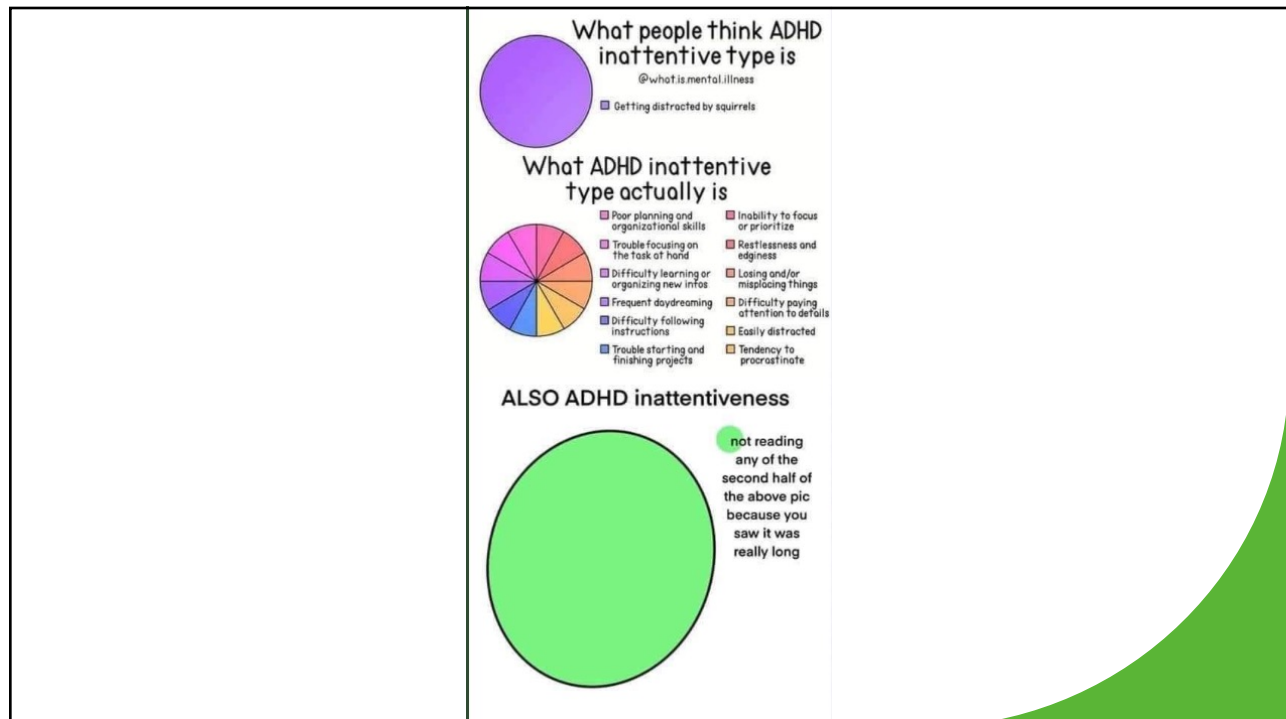 What people think ADHD
inattentive type is
@what.is.mental.illness
Getting distracted by squirrels
What ADHD inattentive
type actually is
Poor planning and
organizational skills
Trouble focusing on
the task at hand
Difficulty learning or
organizing new infos
Frequent daydreaming
Difficulty following
instructions
Trouble starting and
finishing projects
Inability to focus
or prioritize
Restlessness and
edginess
Losing and/or
misplacing things
Difficulty paying
attention to details
Easily distracted
Tendency to
procrastinate
ALSO ADHD inattentiveness
not reading
any of the
second half of
the above pic
because you
saw it was
really long